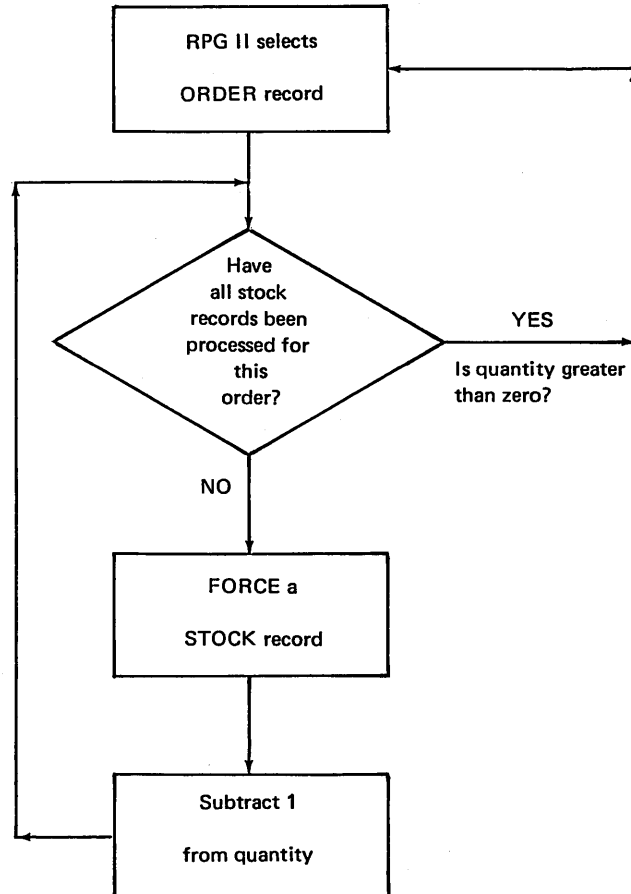 RPG II selects
ORDER record
Have
all stock
records been
processed for
this
order?
YES
Is quantity greater
than zero?
NO
FORCE a
STOCK record
Subtract 1
from quantity